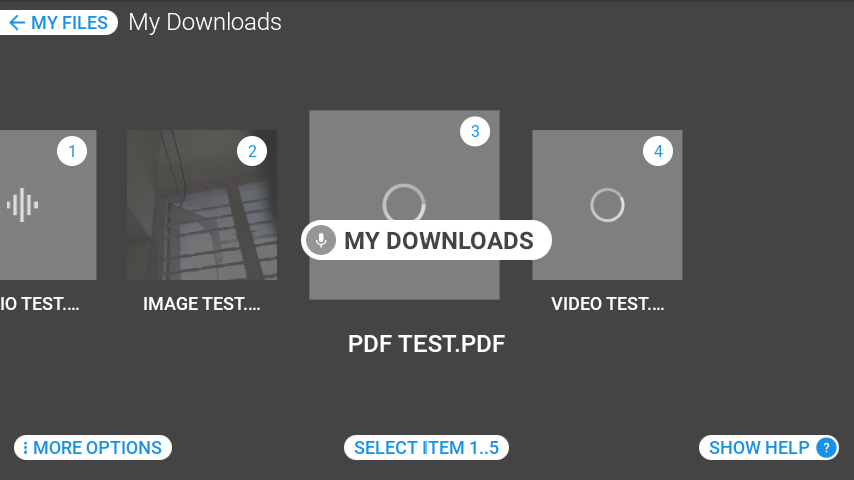 MY FILES My Downloads
1
2
3
4
MY DOWNLOADS
IO TEST....
IMAGE TEST....
VIDEO TEST....
PDF TEST.PDF
MORE OPTIONS
SELECT ITEM 1..5
SHOW HELP ?